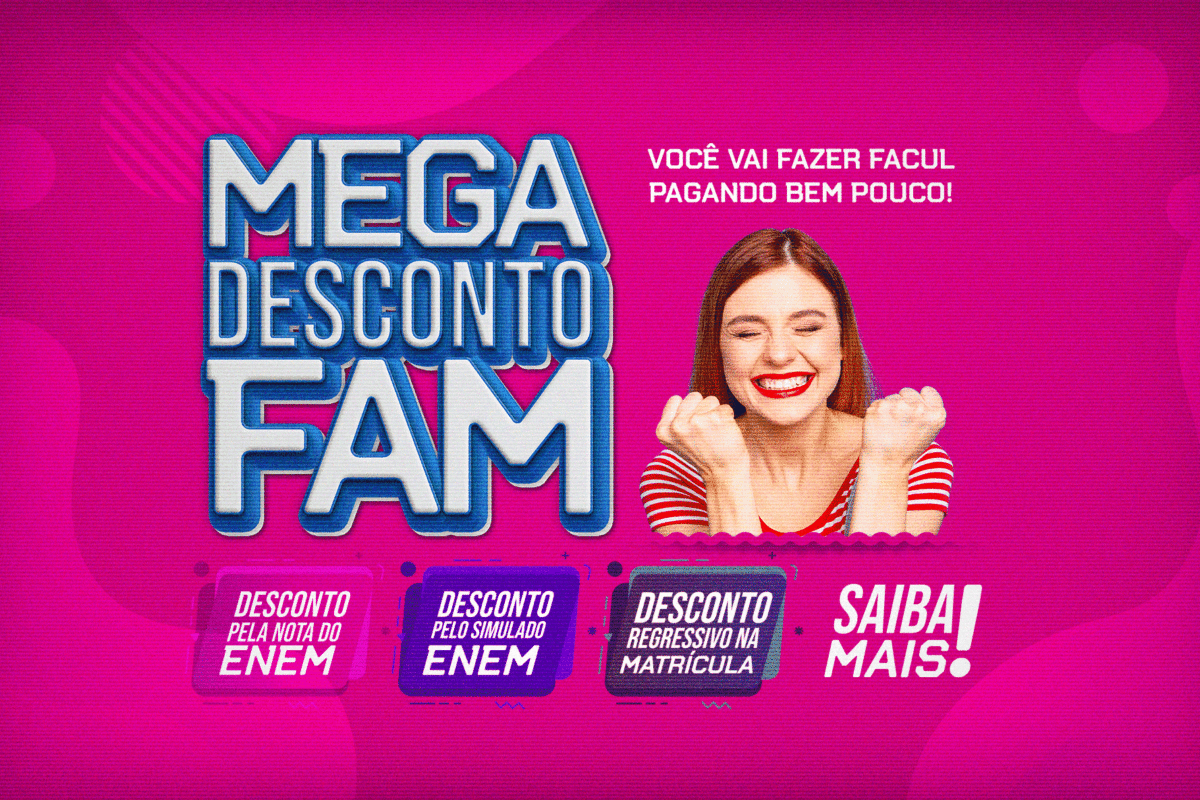 MEGA
DESCONTO
FAM
VOCÊ VAI FAZER FACUL
PAGANDO BEM POUCO!
DESCONTO
PELA NOTA DO
ENEM
DESCONTO
PELO SIMULADO
ENEM
DESCONTO
REGRESSIVO NA
MATRÍCULA
SAIBA
MAIS!